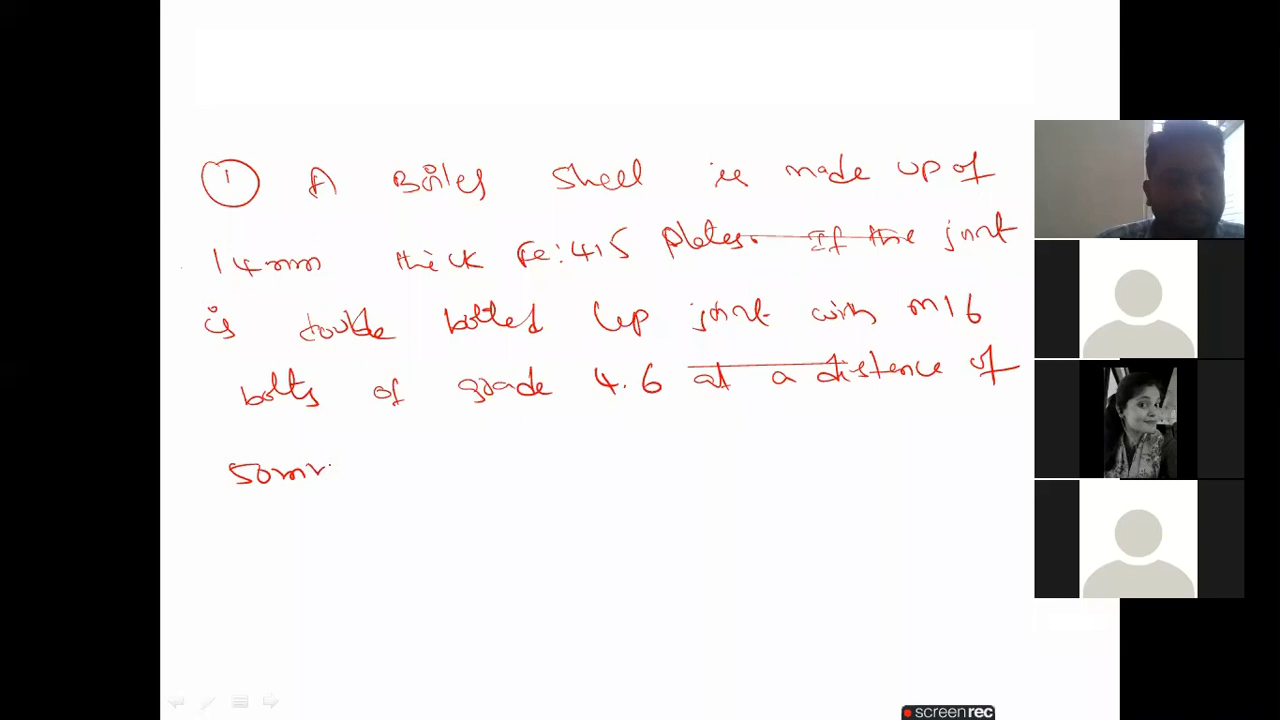 1 A Boiler Shell is made up of
14mm thick Fe:415 plates. If the joint
is double bolted lap joint with M16
bolts of grade 4.6 at a distance of
50mm
screenrec